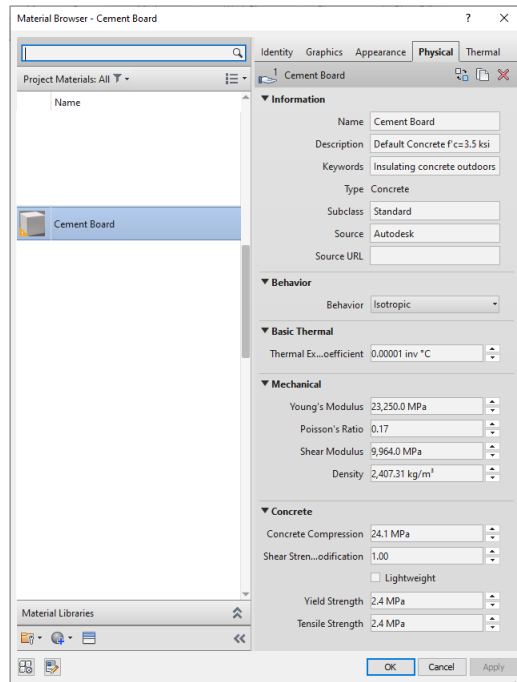 Material Browser - Cement Board
Project Materials: All
Name
Cement Board
Material Libraries
Identity Graphics Appearance Physical Thermal
1 Cement Board
Information
Name Cement Board
Description Default Concrete f'c=3.5 ksi
Keywords Insulating concrete outdoors
Type Concrete
Subclass Standard
Source Autodesk
Source URL
Behavior
Behavior Isotropic
Basic Thermal
Thermal Ex...oefficient 0.00001 inv °C
Mechanical
Young's Modulus 23,250.0 MPa
Poisson's Ratio 0.17
Shear Modulus 9,964.0 MPa
Density 2,407.31 kg/m³
Concrete
Concrete Compression 24.1 MPa
Shear Stren...odification 1.00
Lightweight
Yield Strength 2.4 MPa
Tensile Strength 2.4 MPa
OK Cancel Apply